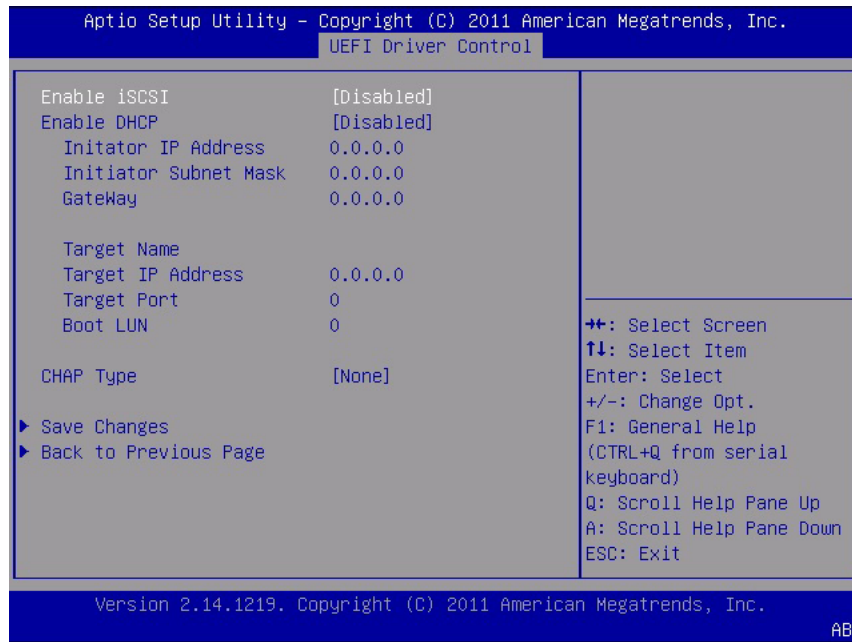 Aptio Setup Utility – Copyright (C) 2011 American Megatrends, Inc.
UEFI Driver Control
Enable iSCSI [Disabled]
Enable DHCP [Disabled]
Initator IP Address 0.0.0.0
Initiator Subnet Mask 0.0.0.0
GateWay 0.0.0.0
Target Name
Target IP Address 0.0.0.0
Target Port 0
Boot LUN 0
CHAP Type [None]
Save Changes
Back to Previous Page
→←: Select Screen
↑↓: Select Item
Enter: Select
+/-: Change Opt.
F1: General Help
(CTRL+Q from serial
keyboard)
Q: Scroll Help Pane Up
A: Scroll Help Pane Down
ESC: Exit
Version 2.14.1219. Copyright (C) 2011 American Megatrends, Inc.
AB